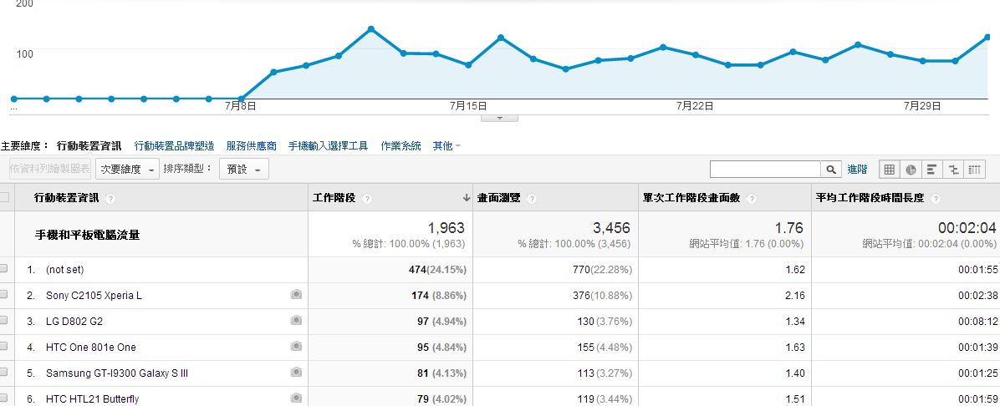 200
100
...
7月8日 7月15日 7月22日 7月29日
主要維度： 行動裝置資訊 行動裝置品牌塑造 服務供應商 手機輸入選擇工具 作業系統 其他
依資料列繪製圖表 次要維度 排序類型： 預設 進階
行動裝置資訊 ? 工作階段 ? 畫面瀏覽 ? 單次工作階段畫面數 ? 平均工作階段時間長度 ?
手機和平板電腦流量 1,963 3,456 1.76 00:02:04
% 總計: 100.00% (1,963) % 總計: 100.00% (3,456) 網站平均值: 1.76 (0.00%) 網站平均值: 00:02:04 (0.00%)
1. (not set) 474(24.15%) 770(22.28%) 1.62 00:01:55
2. Sony C2105 Xperia L 174 (8.86%) 376(10.88%) 2.16 00:02:38
3. LG D802 G2 97 (4.94%) 130 (3.76%) 1.34 00:08:12
4. HTC One 801e One 95 (4.84%) 155 (4.48%) 1.63 00:01:39
5. Samsung GT-I9300 Galaxy S III 81 (4.13%) 113 (3.27%) 1.40 00:01:25
6. HTC HTL21 Butterfly 79 (4.02%) 119 (3.44%) 1.51 00:01:59